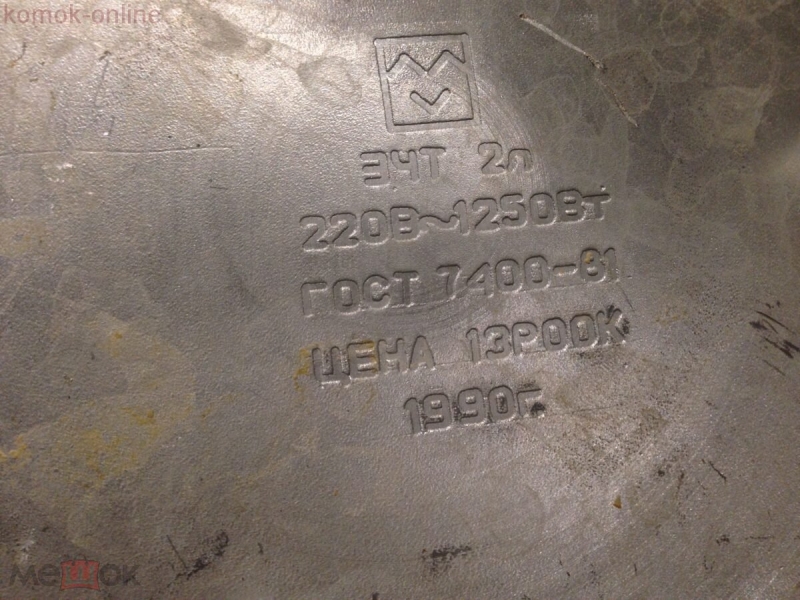 komok-online
ЭЧТ 2л
220В~1250Вт
ГОСТ 7400-81
ЦЕНА 13Р00К
1990г.
мешок